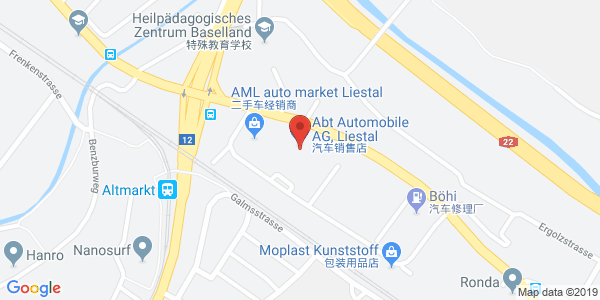 Heilpädagogisches
Zentrum Baselland
特殊教育学校
Frenkenstrasse
AML auto market Liestal
二手车经销商
Abt Automobile
AG, Liestal
汽车销售店
12
22
Benzburweg
Altmarkt
Galmsstrasse
Böhi
汽车修理厂
Ergolzstrasse
Hanro
Nanosurf
Moplast Kunststoff
包装用品店
Ronda
Google
Map data ©2019